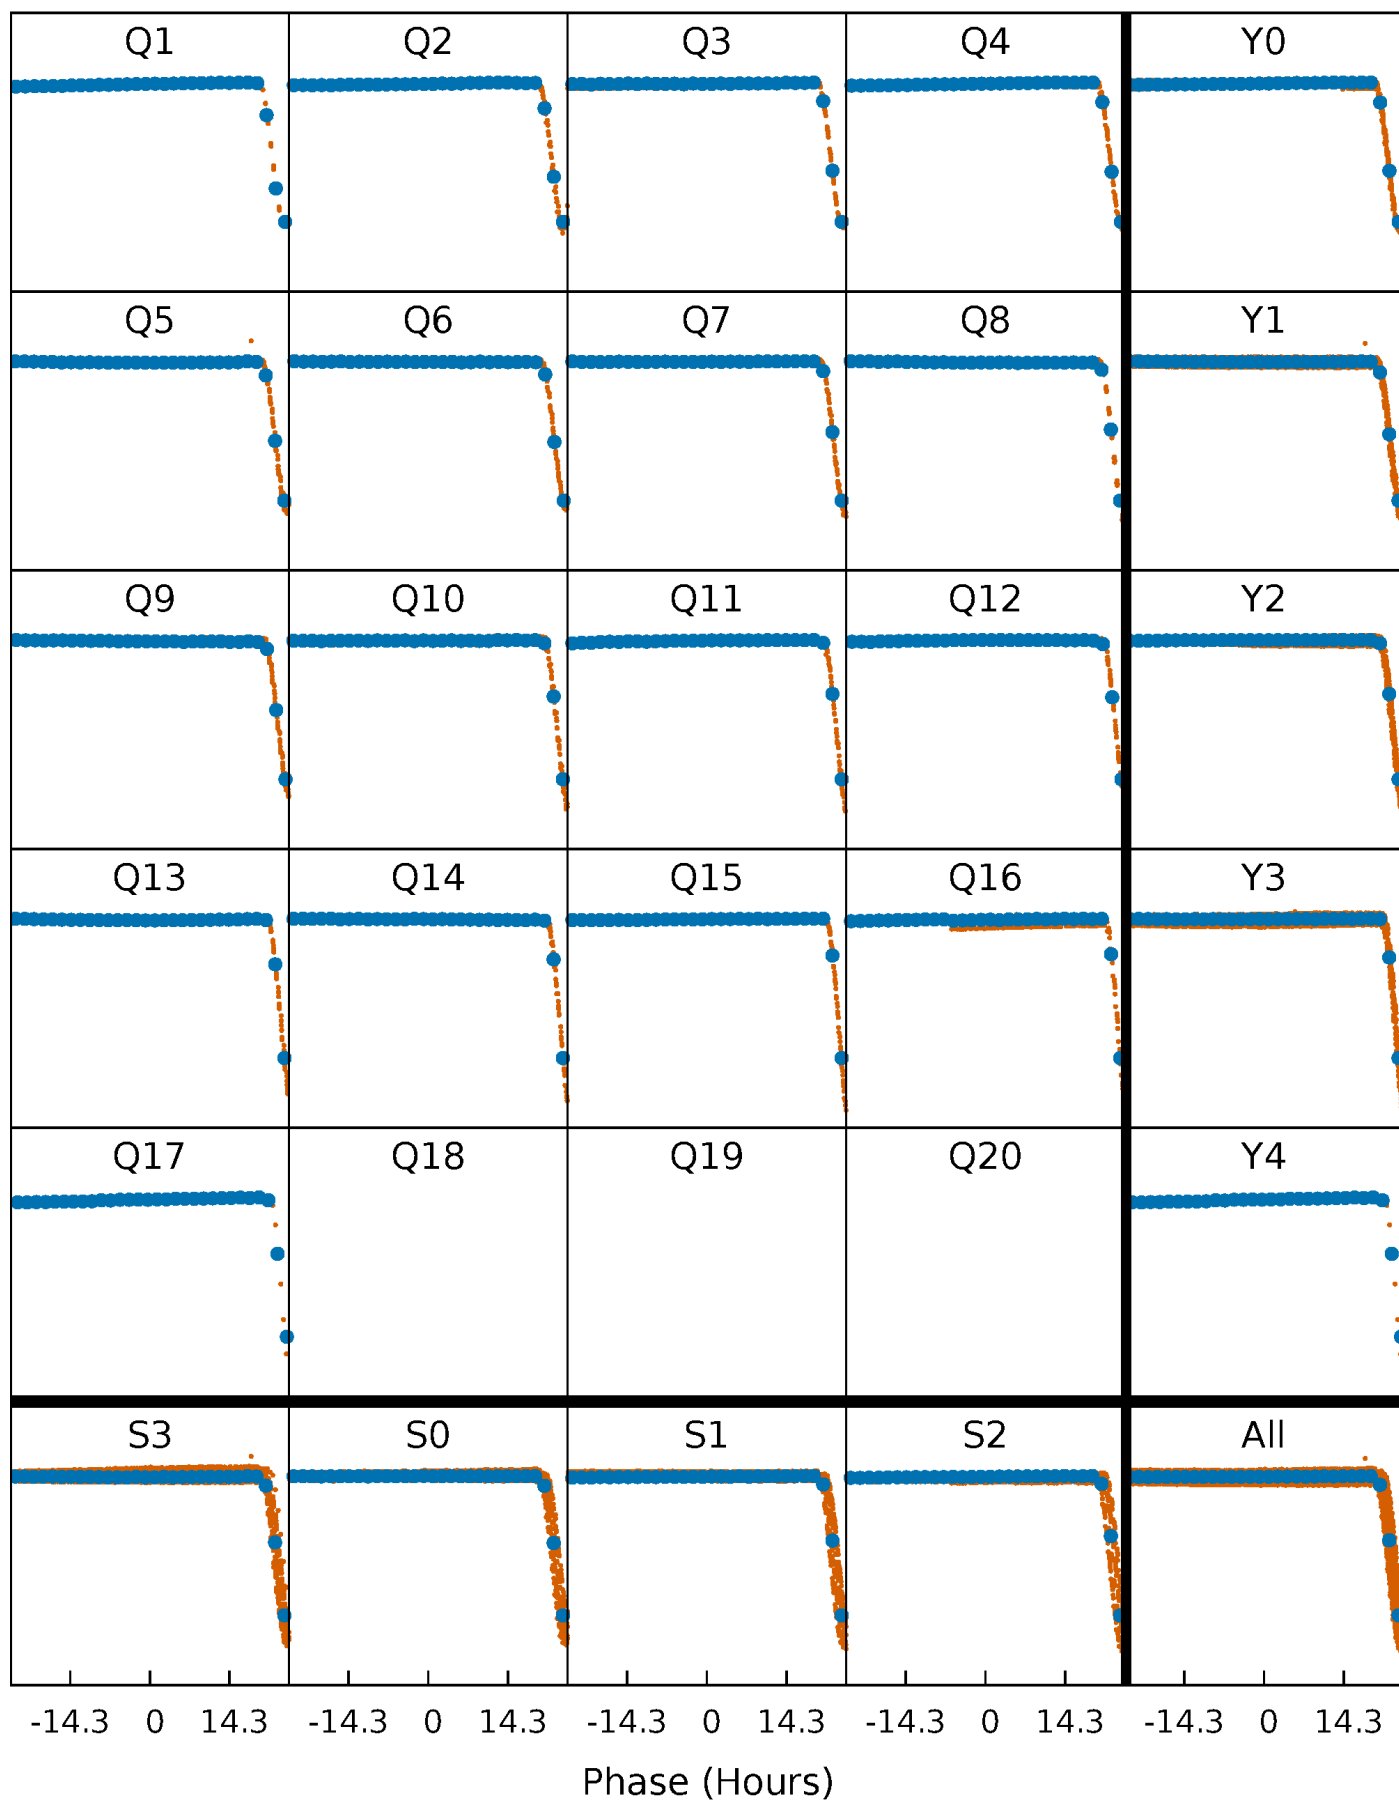 Q1 Q2 Q3 Q4 Y0
Q5 Q6 Q7 Q8 Y1
Q9 Q10 Q11 Q12 Y2
Q13 Q14 Q15 Q16 Y3
Q17 Q18 Q19 Q20 Y4
S3 S0 S1 S2 All
-14.3 0 14.3 -14.3 0 14.3 -14.3 0 14.3 -14.3 0 14.3 -14.3 0 14.3
Phase (Hours)